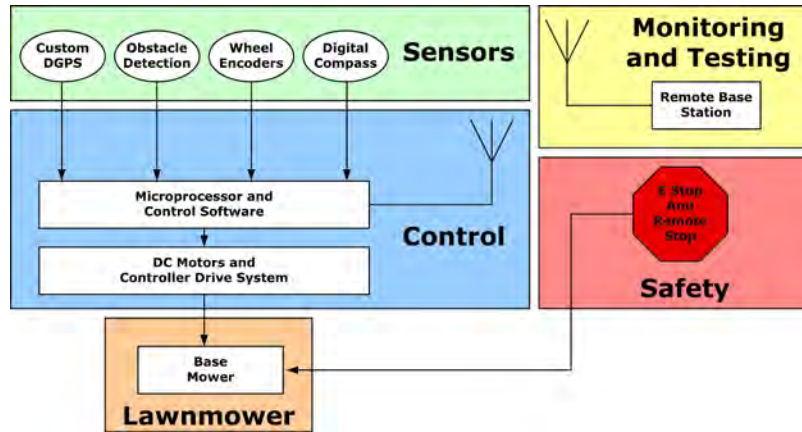 Custom
DGPS
Obstacle
Detection
Wheel
Encoders
Digital
Compass
Sensors
Monitoring
and Testing
Remote Base
Station
Microprocessor and
Control Software
Control
DC Motors and
Controller Drive System
E Stop
And
Remote
Stop
Safety
Base
Mower
Lawnmower